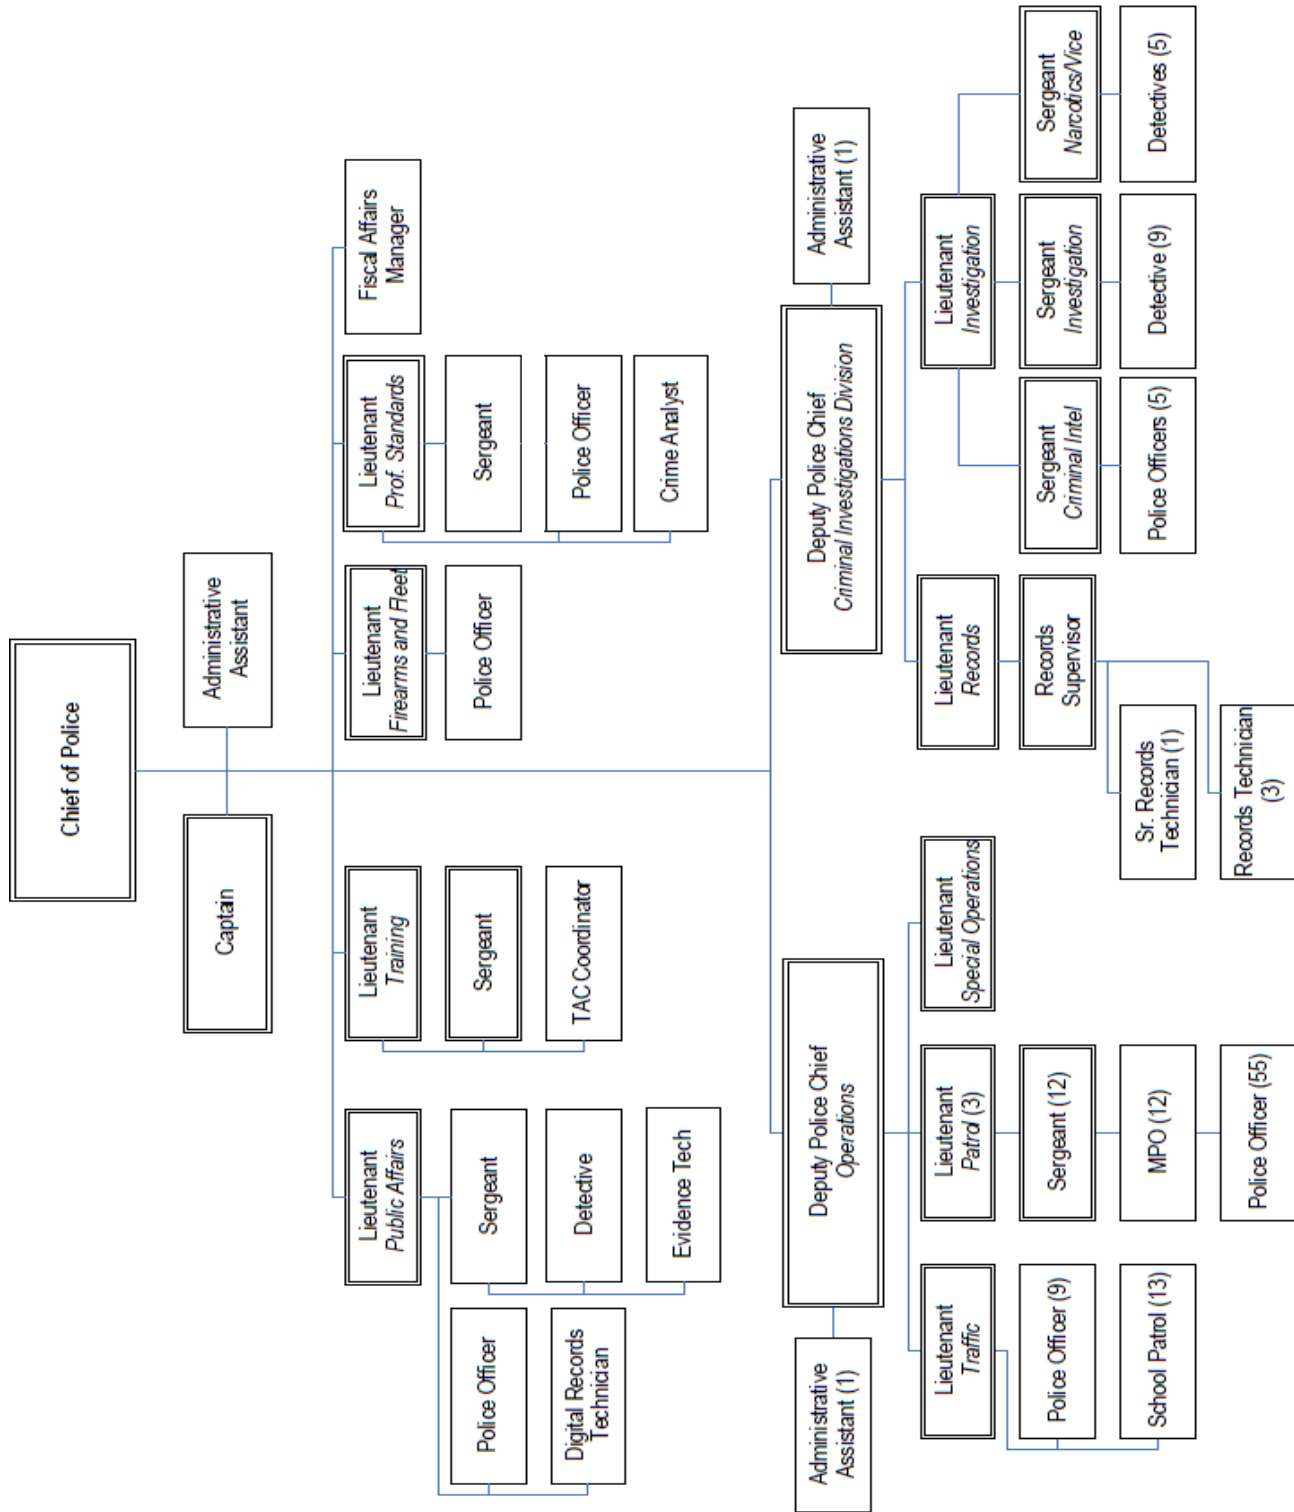 Chief of Police
Captain
Administrative
Assistant
Lieutenant
Public Affairs
Police Officer
Digital Records
Technician
Sergeant
Detective
Evidence Tech
Lieutenant
Training
Sergeant
TAC Coordinator
Lieutenant
Firearms and Fleet
Police Officer
Lieutenant
Prof. Standards
Sergeant
Police Officer
Crime Analyst
Fiscal Affairs
Manager
Administrative
Assistant (1)
Deputy Police Chief
Operations
Lieutenant
Traffic
Police Officer (9)
School Patrol (13)
Lieutenant
Patrol (3)
Sergeant (12)
MPO (12)
Police Officer (55)
Lieutenant
Special Operations
Deputy Police Chief
Criminal Investigations Division
Administrative
Assistant (1)
Lieutenant
Records
Records
Supervisor
Sr. Records
Technician (1)
Records Technician
(3)
Lieutenant
Investigation
Sergeant
Criminal Intel
Police Officers (5)
Sergeant
Investigation
Detective (9)
Sergeant
Narcotics/Vice
Detectives (5)